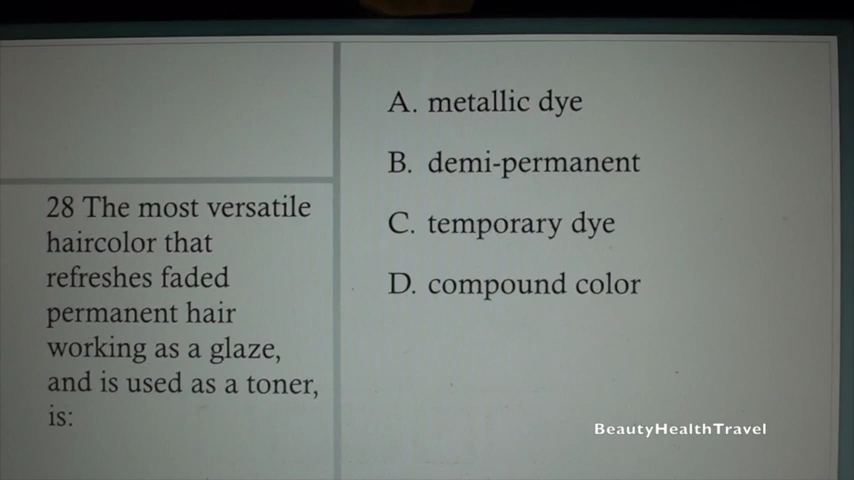 28 The most versatile
haircolor that
refreshes faded
permanent hair
working as a glaze,
and is used as a toner,
is:
A. metallic dye
B. demi-permanent
C. temporary dye
D. compound color
BeautyHealthTravel